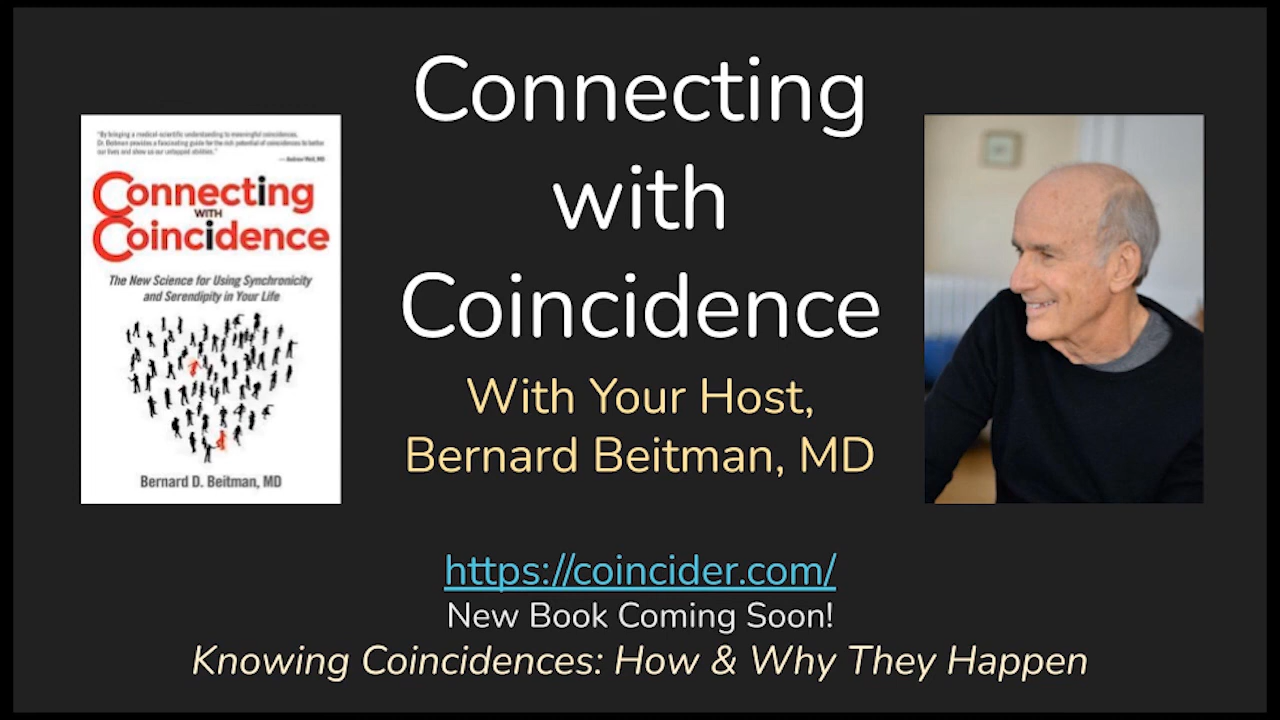 Connecting
with
Coincidence
With Your Host,
Bernard Beitman, MD
"By bringing a medical-scientific understanding to meaningful coincidences,
Dr. Beitman provides a fascinating guide for the rich potential of coincidences to better
our lives and show us our untapped abilities."
— Andrew Weil, MD
Connecting
WITH
Coincidence
The New Science for Using Synchronicity
and Serendipity in Your Life
Bernard D. Beitman, MD
https://coincider.com/
New Book Coming Soon!
Knowing Coincidences: How & Why They Happen